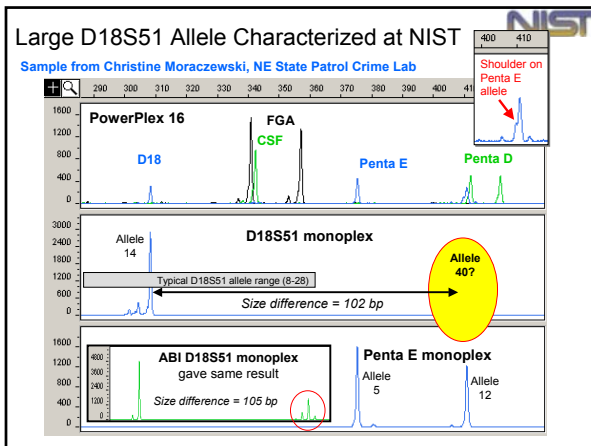 Large D18S51 Allele Characterized at NIST
NIST
Sample from Christine Moraczewski, NE State Patrol Crime Lab
400 410
Shoulder on
Penta E
allele
290 300 310 320 330 340 350 360 370 380 390 400
PowerPlex 16
1600
1200
800
400
0
D18
FGA
CSF
Penta E
Penta D
3000
2400
1800
1200
600
0
Allele
14
D18S51 monoplex
Allele
40?
Typical D18S51 allele range (8-28)
Size difference = 102 bp
1600
1200
800
400
0
4800
3600
2400
1200
0
ABI D18S51 monoplex
gave same result
Size difference = 105 bp
Penta E monoplex
Allele
5
Allele
12